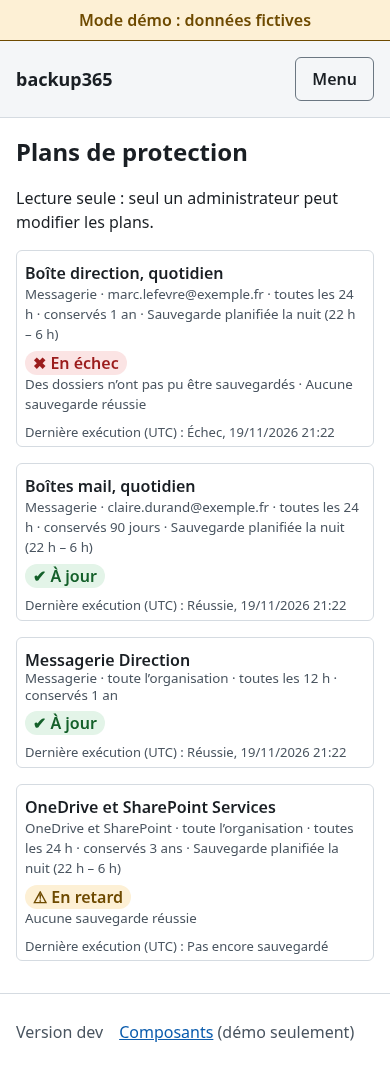 Mode démo : données fictives
backup365
Menu
Plans de protection
Lecture seule : seul un administrateur peut
modifier les plans.
Boîte direction, quotidien
Messagerie · marc.lefevre@exemple.fr · toutes les 24
h · conservés 1 an · Sauvegarde planifiée la nuit (22 h
– 6 h)
✖ En échec
Des dossiers n’ont pas pu être sauvegardés · Aucune
sauvegarde réussie
Dernière exécution (UTC) : Échec, 19/11/2026 21:22
Boîtes mail, quotidien
Messagerie · claire.durand@exemple.fr · toutes les 24
h · conservés 90 jours · Sauvegarde planifiée la nuit
(22 h – 6 h)
✔ À jour
Dernière exécution (UTC) : Réussie, 19/11/2026 21:22
Messagerie Direction
Messagerie · toute l’organisation · toutes les 12 h ·
conservés 1 an
✔ À jour
Dernière exécution (UTC) : Réussie, 19/11/2026 21:22
OneDrive et SharePoint Services
OneDrive et SharePoint · toute l’organisation · toutes
les 24 h · conservés 3 ans · Sauvegarde planifiée la
nuit (22 h – 6 h)
⚠ En retard
Aucune sauvegarde réussie
Dernière exécution (UTC) : Pas encore sauvegardé
Version dev Composants (démo seulement)